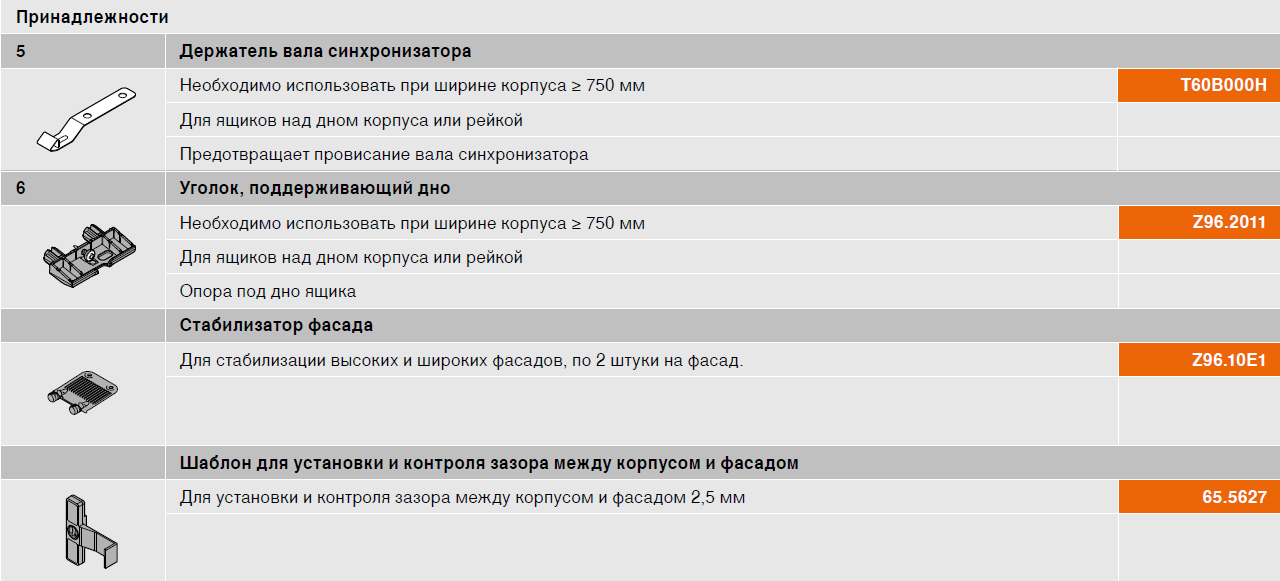 Принадлежности
5 Держатель вала синхронизатора
Необходимо использовать при ширине корпуса ≥ 750 мм T60B000H
Для ящиков над дном корпуса или рейкой
Предотвращает провисание вала синхронизатора
6 Уголок, поддерживающий дно
Необходимо использовать при ширине корпуса ≥ 750 мм Z96.2011
Для ящиков над дном корпуса или рейкой
Опора под дно ящика
Стабилизатор фасада
Для стабилизации высоких и широких фасадов, по 2 штуки на фасад. Z96.10E1
Шаблон для установки и контроля зазора между корпусом и фасадом
Для установки и контроля зазора между корпусом и фасадом 2,5 мм 65.5627